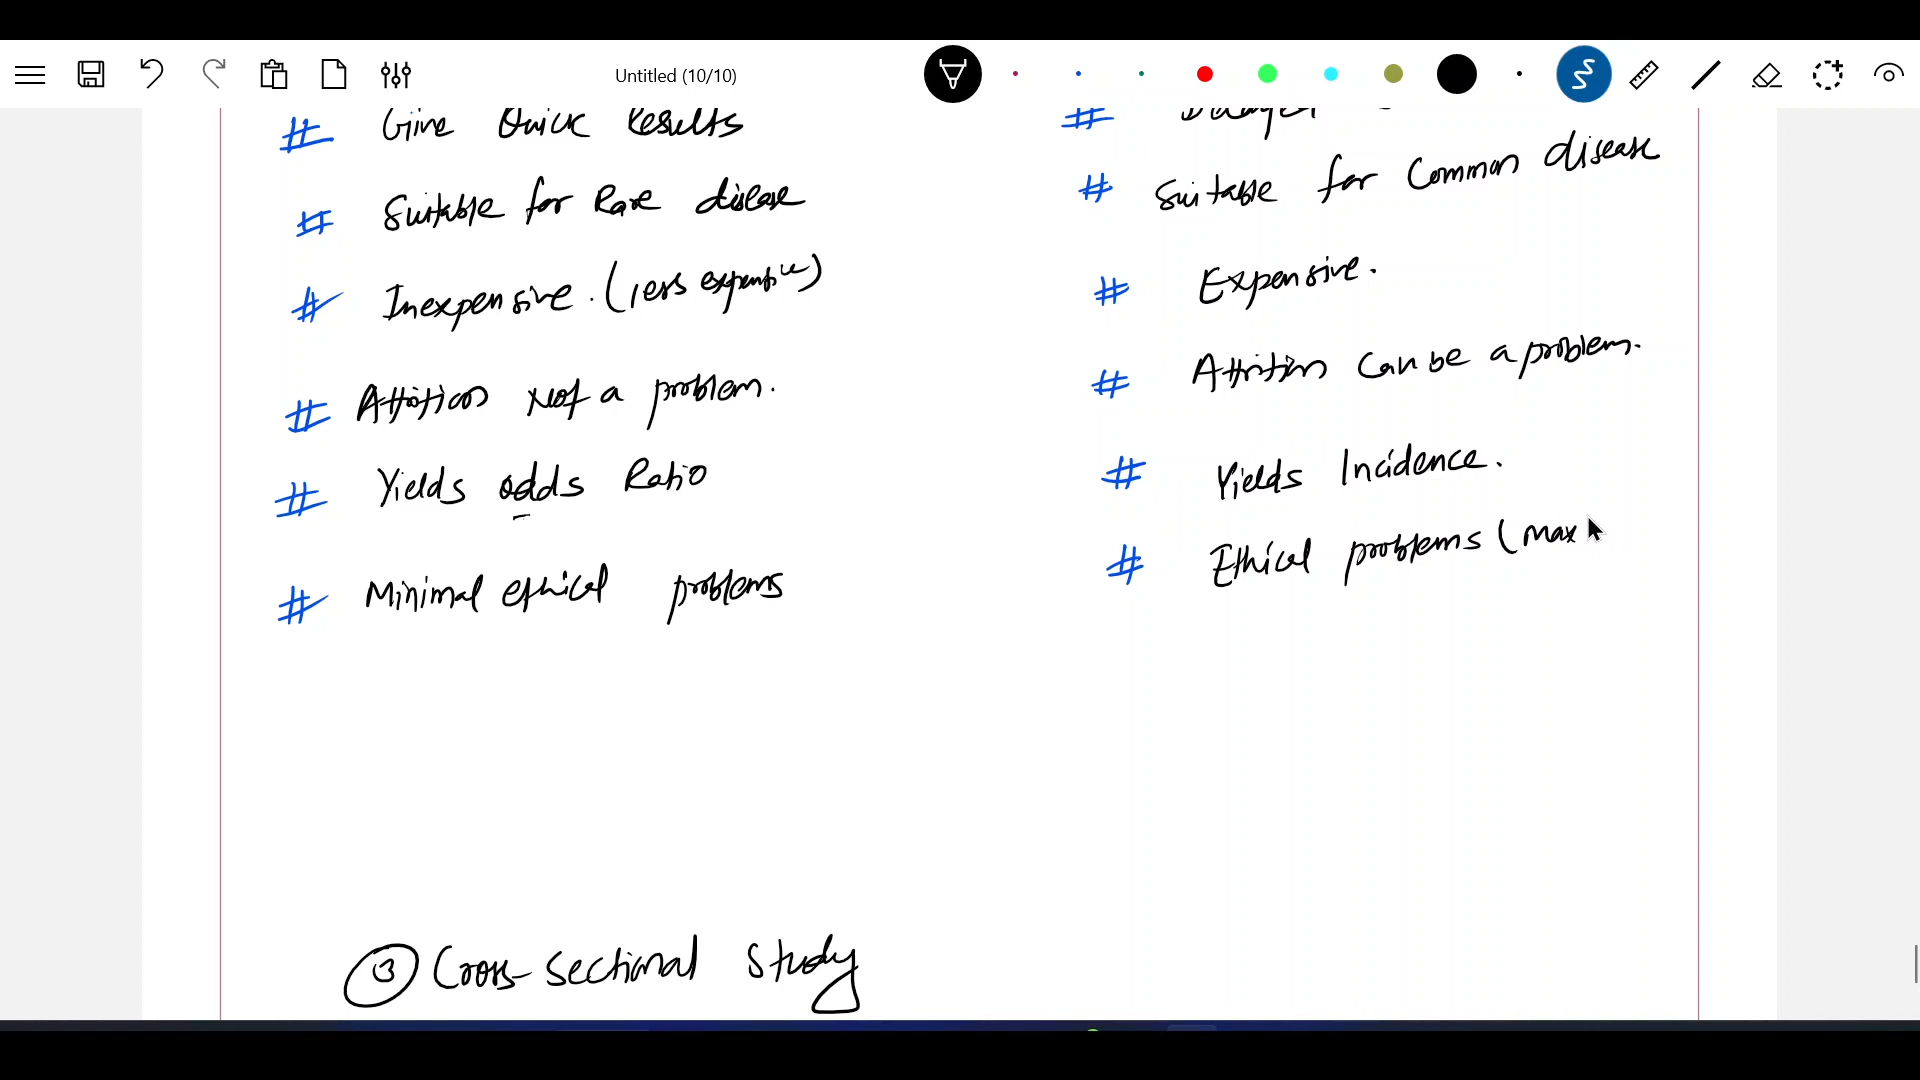 Untitled (10/10)
# Give Quick Results
# Suitable for Rare disease
# Inexpensive. (less expensive)
# Attrition not a problem.
# Yields odds Ratio
# Minimal ethical problems
#
# Suitable for Common disease
# Expensive.
# Attrition can be a problem.
# Yields Incidence.
# Ethical problems (max
③ Cross-sectional study